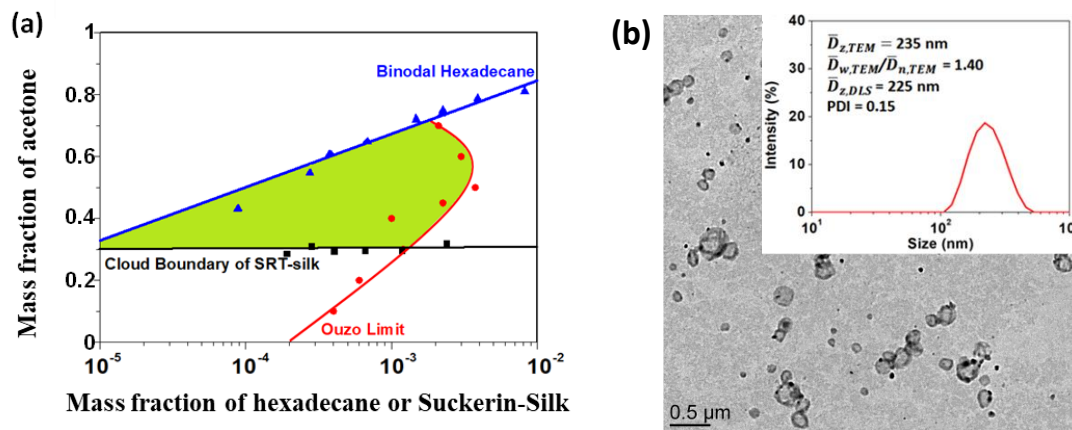 (a)
1
0.8
0.6
0.4
0.2
0
Mass fraction of acetone
Binodal Hexadecane
Cloud Boundary of SRT-silk
Ouzo Limit
10⁻⁵
10⁻⁴
10⁻³
10⁻²
Mass fraction of hexadecane or Suckerin-Silk
(b)
40
30
20
10
0
Intensity (%)
D̅z,TEM = 235 nm
D̅w,TEM/D̅n,TEM = 1.40
D̅z,DLS = 225 nm
PDI = 0.15
10¹
10²
10³
Size (nm)
0.5 µm